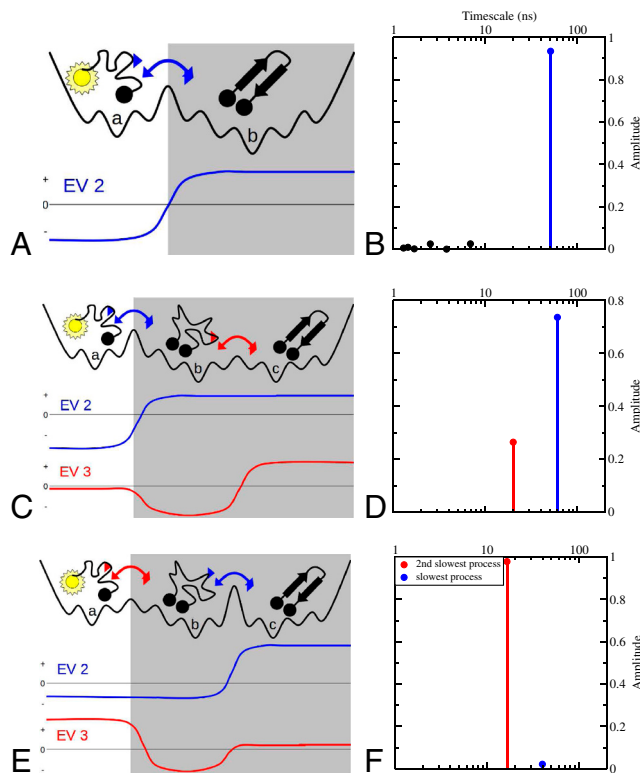 Timescale (ns)
1 10 100
a
b
+
EV 2
0
-
A
1
0.8
0.6
0.4
0.2
0
Amplitude
B
1 10 100
a
b
c
+
EV 2
0
-
+
EV 3
0
-
C
0.8
0.6
0.4
0.2
0
Amplitude
D
1 10 100
a
b
c
+
EV 2
0
-
+
EV 3
0
-
E
2nd slowest process
slowest process
1
0.8
0.6
0.4
0.2
0
Amplitude
F